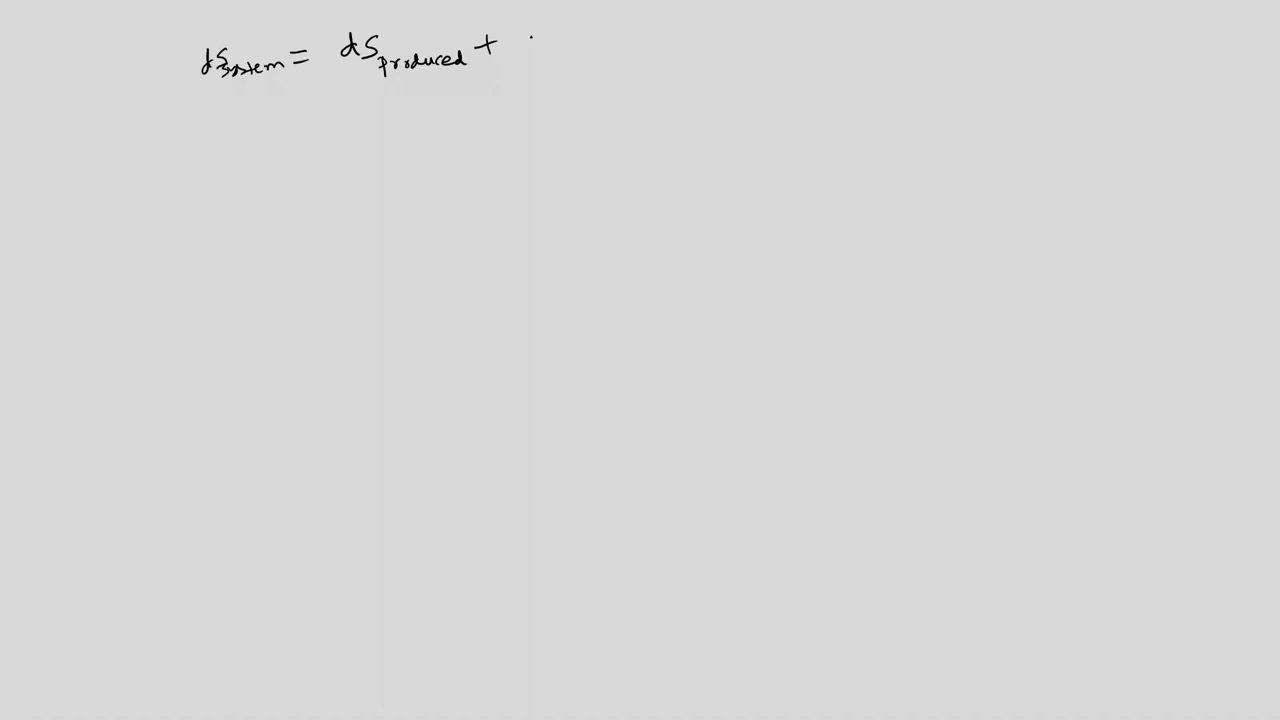 dS_system = dS_produced +